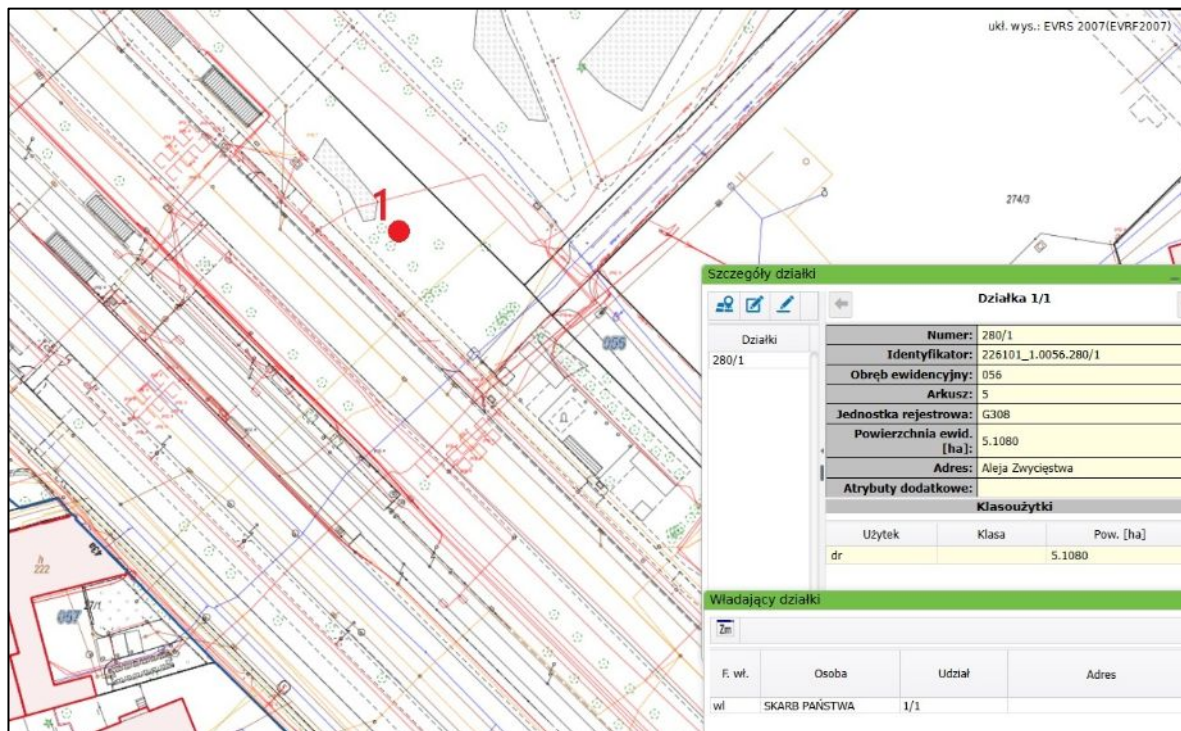 ukł. wys.: EVRS 2007(EVRF2007)
1
274/3
056
h
222
057
27/1
Szczegóły działki
Działka 1/1
Działki
280/1
Numer: 280/1
Identyfikator: 226101_1.0056.280/1
Obręb ewidencyjny: 056
Arkusz: 5
Jednostka rejestrowa: G308
Powierzchnia ewid. [ha]: 5.1080
Adres: Aleja Zwycięstwa
Atrybuty dodatkowe:
Klasoużytki
Użytek Klasa Pow. [ha]
dr 5.1080
Władający działki
Zm
F. wł. Osoba Udział Adres
wl SKARB PAŃSTWA 1/1